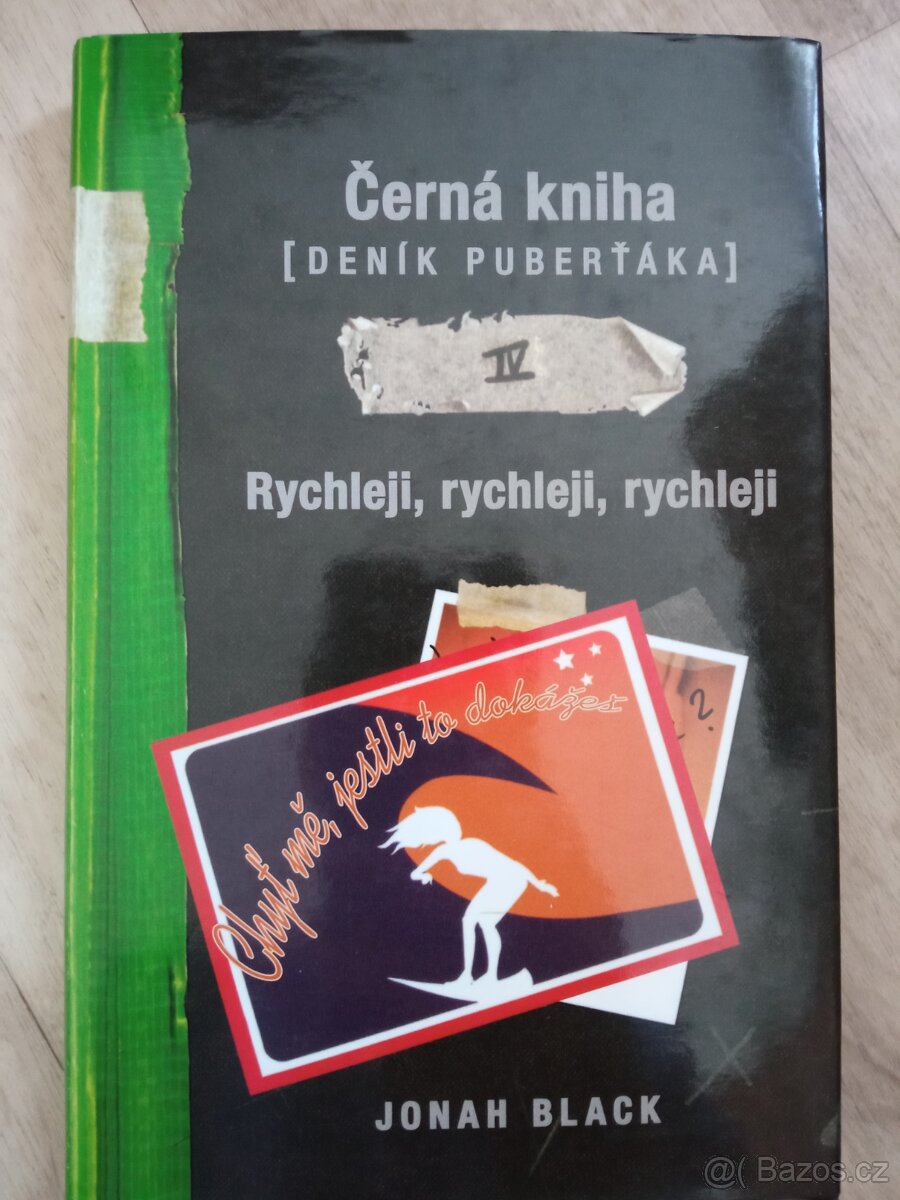 Černá kniha
[DENÍK PUBERŤÁKA]
IV
Rychleji, rychleji, rychleji
Chyť mě, jestli to dokážeš
?
JONAH BLACK
@( Bazos.cz